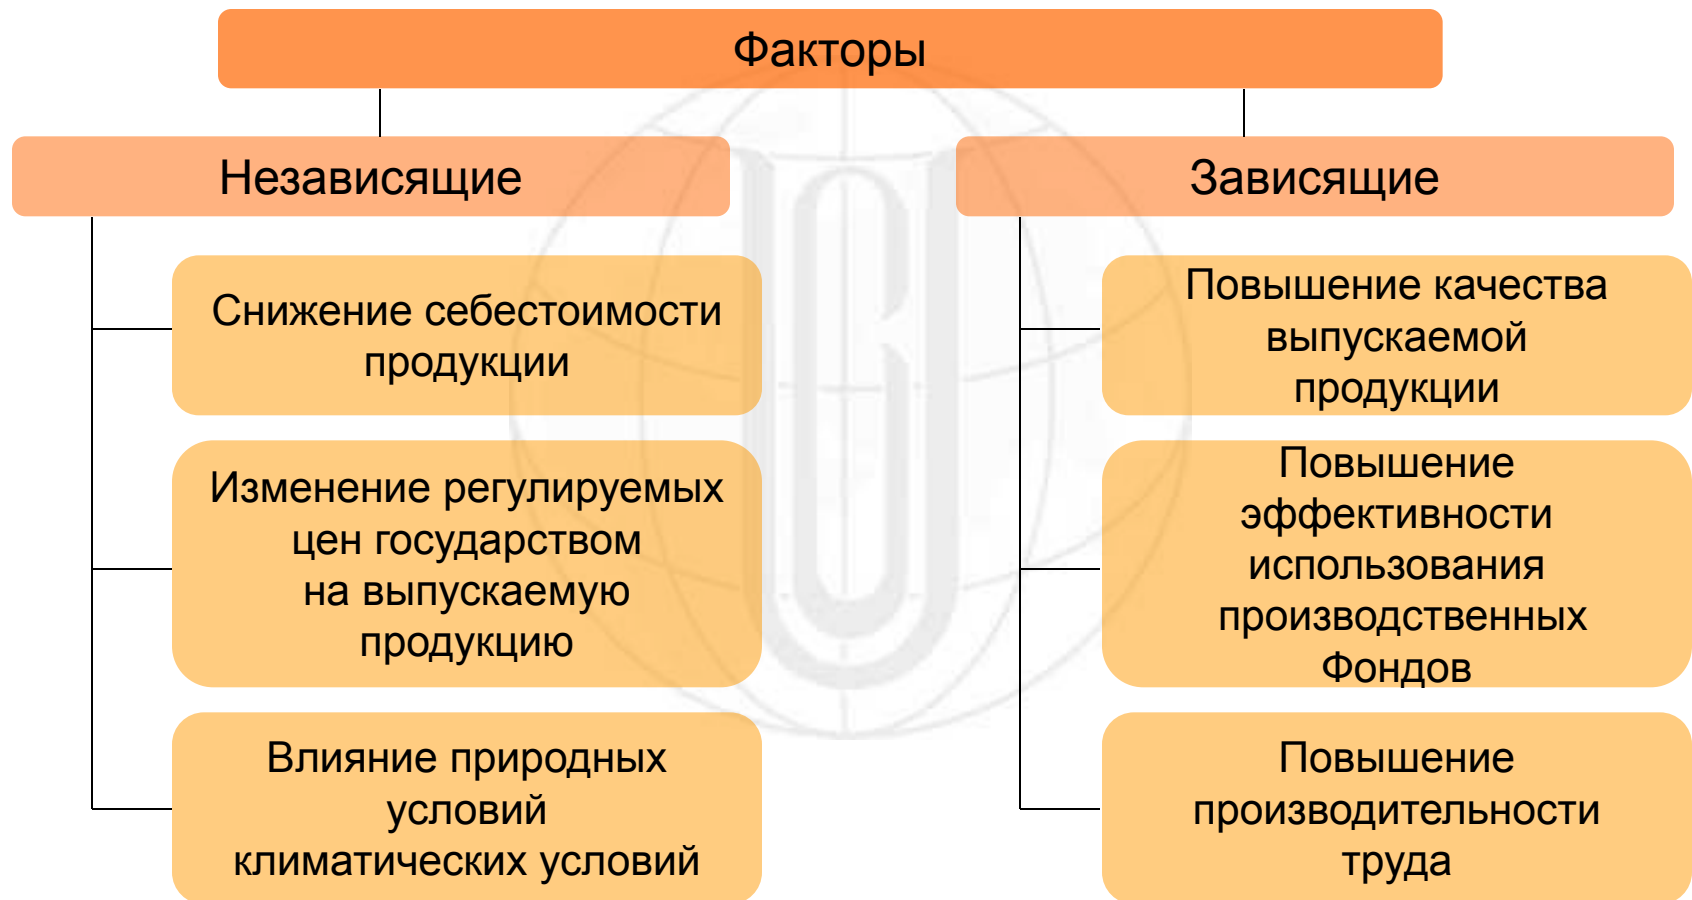 Факторы
Независящие
Снижение себестоимости
продукции
Изменение регулируемых
цен государством
на выпускаемую
продукцию
Влияние природных
условий
климатических условий
Зависящие
Повышение качества
выпускаемой
продукции
Повышение
эффективности
использования
производственных
Фондов
Повышение
производительности
труда